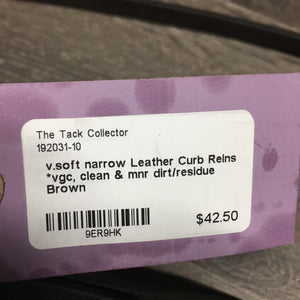 The Tack Collector
192031-10
v.soft narrow Leather Curb Reins
*vgc, clean & mnr dirt/residue
Brown
$42.50
9ER9HK